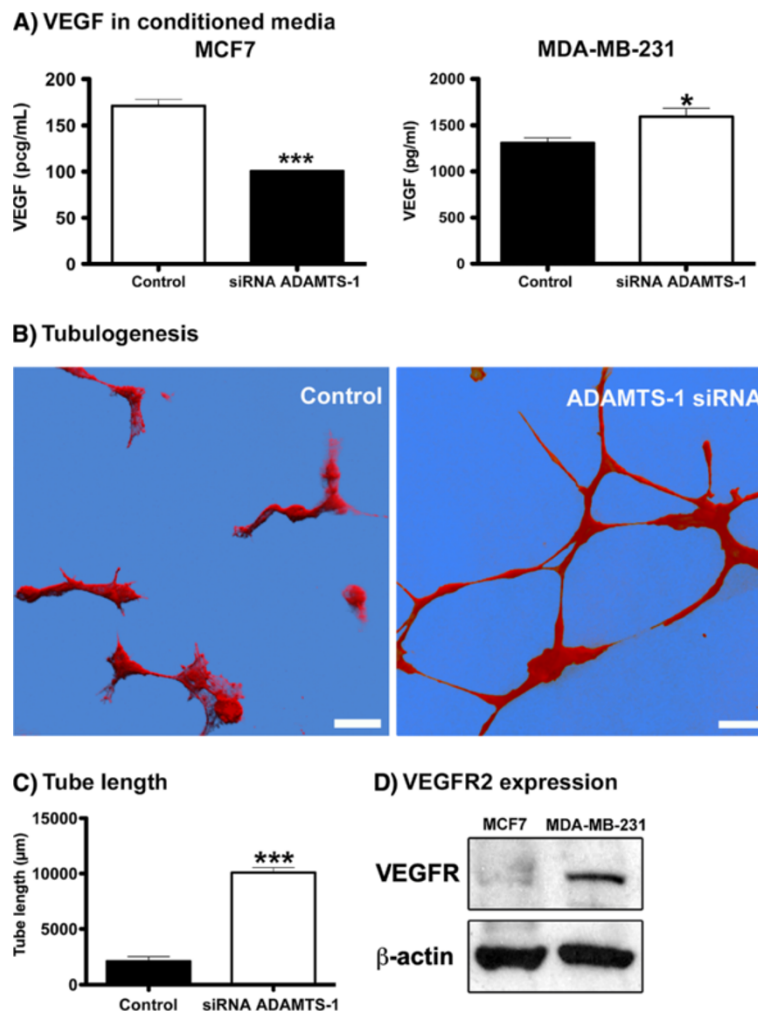 A) VEGF in conditioned media
MCF7
MDA-MB-231
VEGF (pcg/mL)
200
150
100
50
0
***
Control
siRNA ADAMTS-1
VEGF (pg/ml)
2000
1500
1000
500
0
*
Control
siRNA ADAMTS-1
B) Tubulogenesis
Control
ADAMTS-1 siRNA
C) Tube length
Tube length (µm)
15000
10000
5000
0
***
Control
siRNA ADAMTS-1
D) VEGFR2 expression
MCF7 MDA-MB-231
VEGFR
β-actin